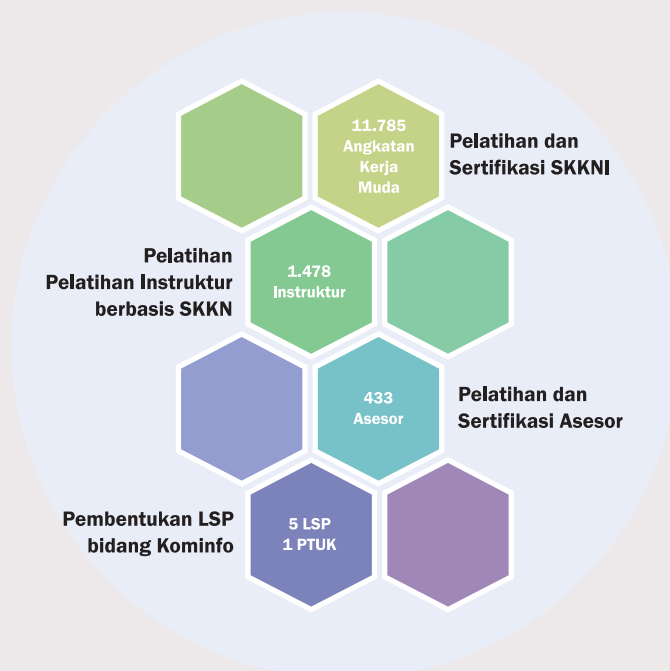 11.785
Angkatan
Kerja
Muda
Pelatihan dan
Sertifikasi SKKNI
Pelatihan
Pelatihan Instruktur
berbasis SKKN
1.478
Instruktur
433
Asesor
Pelatihan dan
Sertifikasi Asesor
Pembentukan LSP
bidang Kominfo
5 LSP
1 PTUK